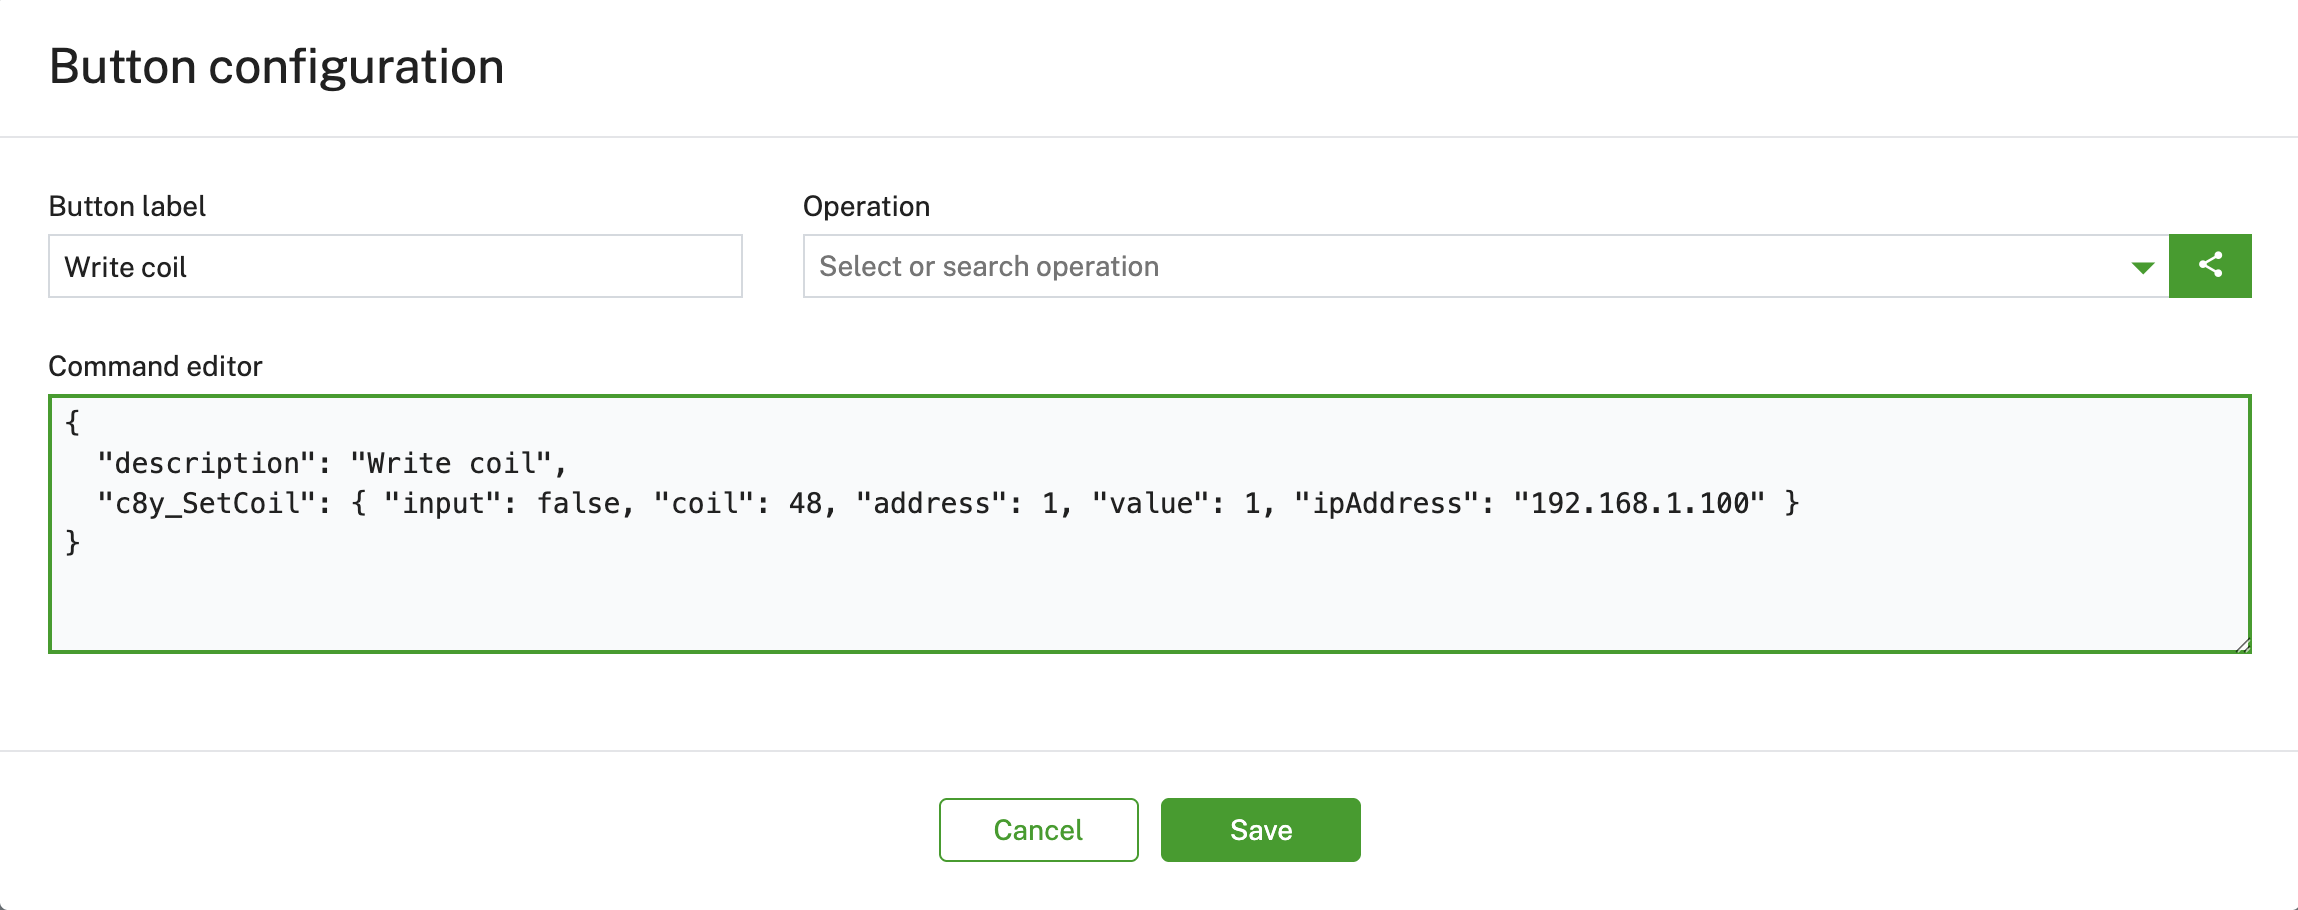 Button configuration
Button label
Operation
Write coil
Select or search operation
Command editor
{
  "description": "Write coil",
  "c8y_SetCoil": { "input": false, "coil": 48, "address": 1, "value": 1, "ipAddress": "192.168.1.100" }
}
Cancel
Save